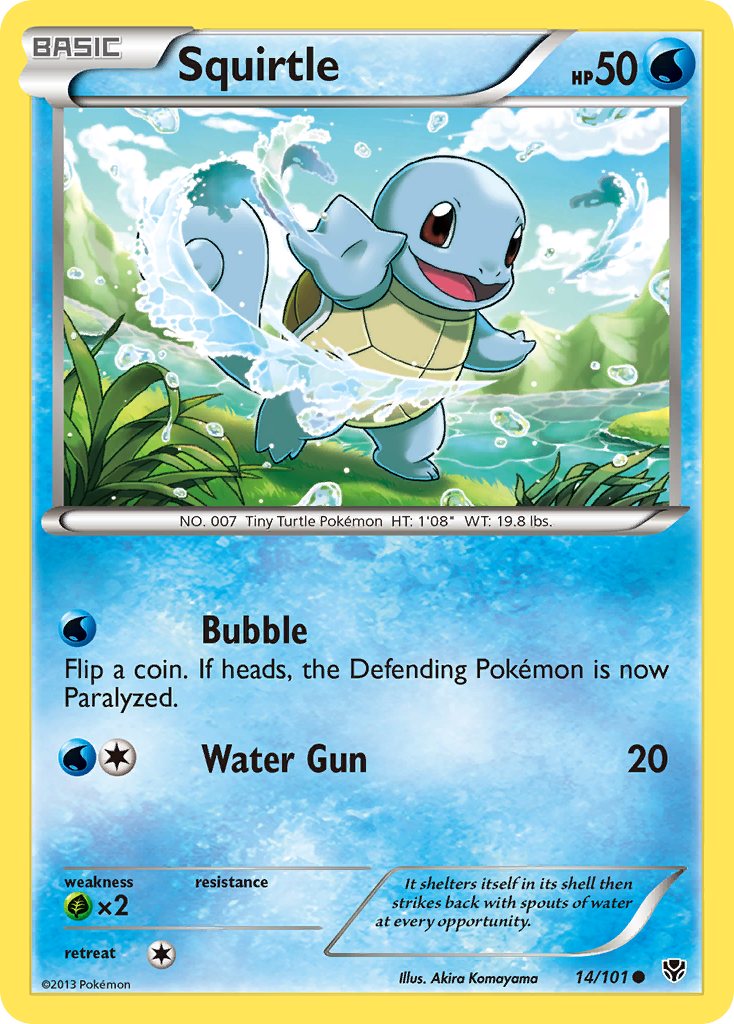 BASIC
Squirtle
HP 50
NO. 007 Tiny Turtle Pokémon HT: 1'08" WT: 19.8 lbs.
Bubble
Flip a coin. If heads, the Defending Pokémon is now
Paralyzed.
Water Gun 20
weakness resistance
×2
It shelters itself in its shell then
strikes back with spouts of water
at every opportunity.
retreat
©2013 Pokémon
Illus. Akira Komayama
14/101